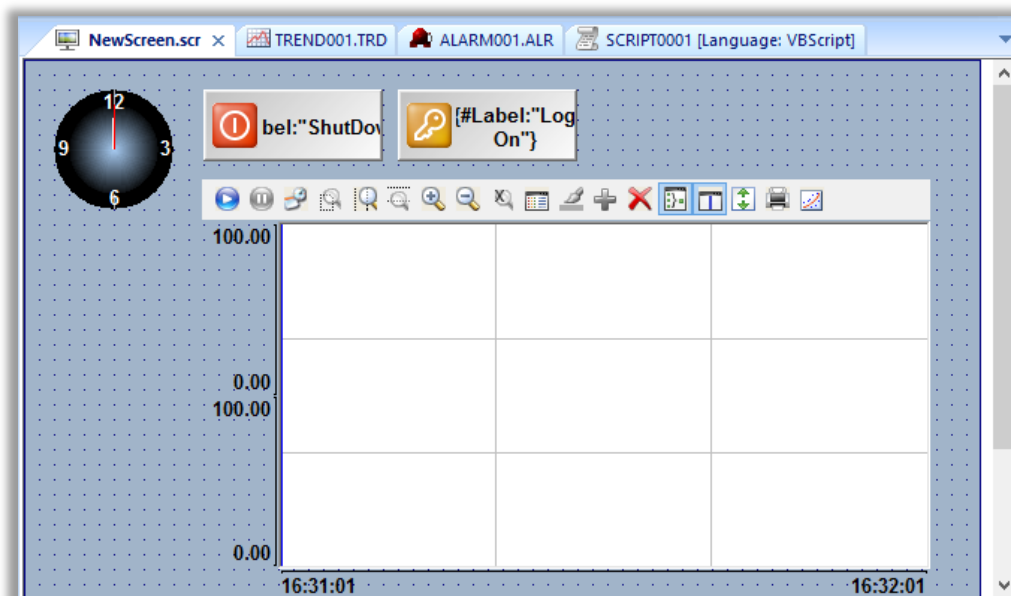 NewScreen.scr
TREND001.TRD
ALARM001.ALR
SCRIPT0001 [Language: VBScript]
12
9
3
6
bel:"ShutDov
{#Label:"Log
On"}
100.00
0.00
100.00
0.00
16:31:01
16:32:01